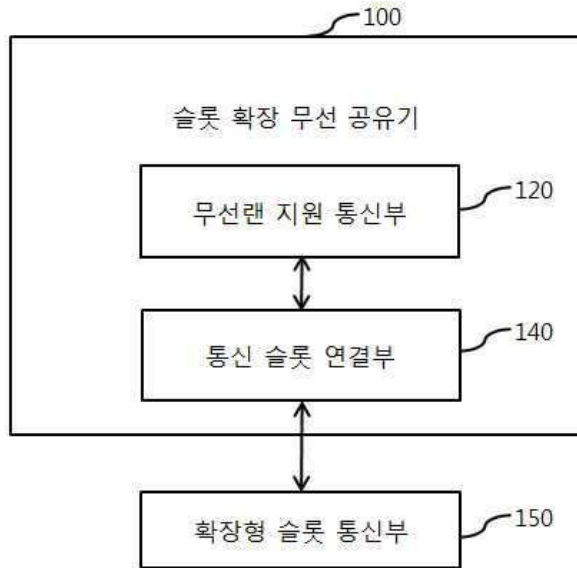 100
슬롯 확장 무선 공유기
무선랜 지원 통신부
120
통신 슬롯 연결부
140
확장형 슬롯 통신부
150